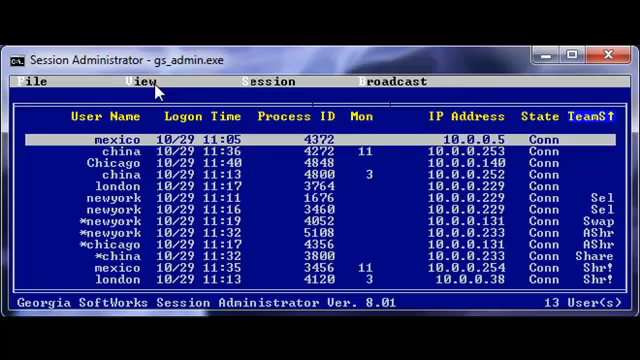 Session Administrator - gs_admin.exe
File View Session Broadcast
User Name Logon Time Process ID Mon IP Address State TeamS↑
mexico 10/29 11:05 4372 10.0.0.5 Conn
china 10/29 11:36 4272 11 10.0.0.253 Conn
Chicago 10/29 11:40 4848 10.0.0.140 Conn
china 10/29 11:13 4800 3 10.0.0.252 Conn
london 10/29 11:17 3764 10.0.0.229 Conn
newyork 10/29 11:11 1676 10.0.0.229 Conn Sel
newyork 10/29 11:16 3460 10.0.0.229 Conn Sel
*newyork 10/29 11:19 4052 10.0.0.131 Conn Swap
*newyork 10/29 11:32 5108 10.0.0.233 Conn AShr
*chicago 10/29 11:17 4356 10.0.0.131 Conn AShr
*china 10/29 11:32 3800 10.0.0.233 Conn Share
mexico 10/29 11:35 3456 11 10.0.0.254 Conn Shr!
london 10/29 11:13 4120 3 10.0.0.38 Conn Shr!
Georgia SoftWorks Session Administrator Ver. 8.01 13 User(s)